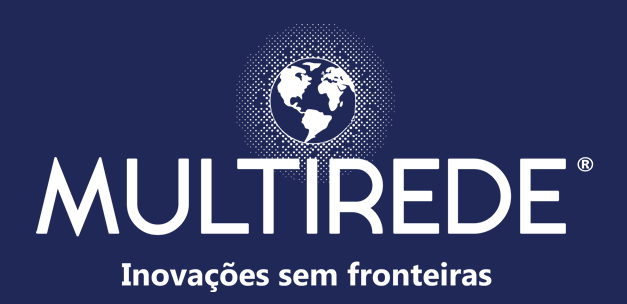 MULTIREDE®
Inovações sem fronteiras